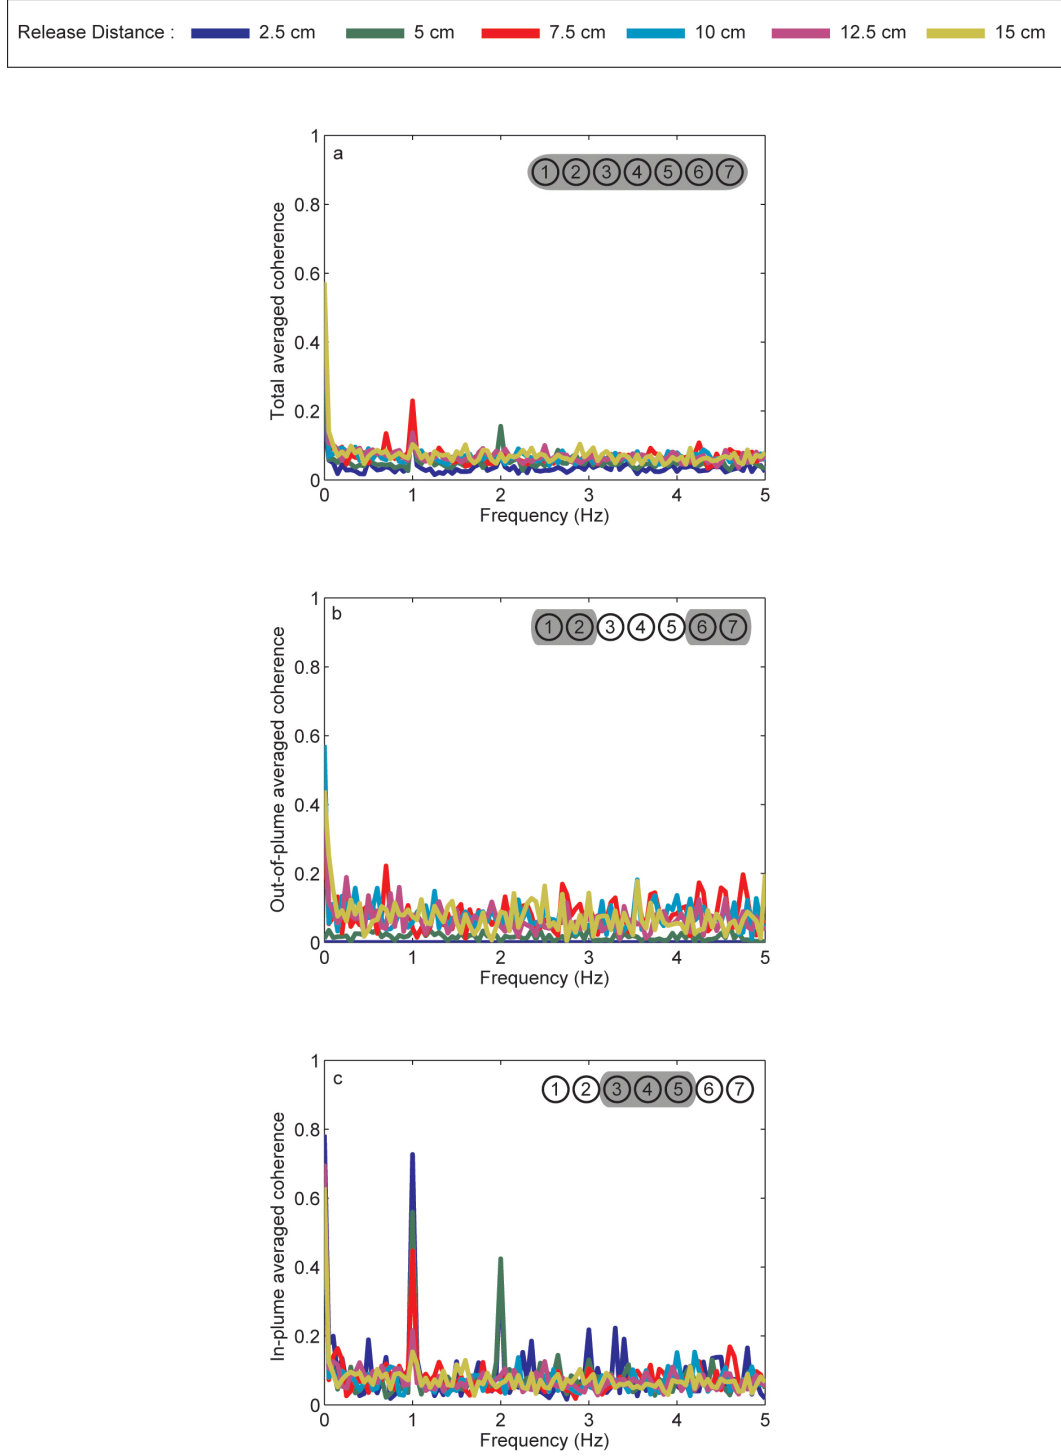 Release Distance : 2.5 cm 5 cm 7.5 cm 10 cm 12.5 cm 15 cm
1
a
1 2 3 4 5 6 7
0.8
0.6
0.4
0.2
0
Total averaged coherence
0 1 2 3 4 5
Frequency (Hz)
1
b
1 2 3 4 5 6 7
0.8
0.6
0.4
0.2
0
Out-of-plume averaged coherence
0 1 2 3 4 5
Frequency (Hz)
1
c
1 2 3 4 5 6 7
0.8
0.6
0.4
0.2
0
In-plume averaged coherence
0 1 2 3 4 5
Frequency (Hz)